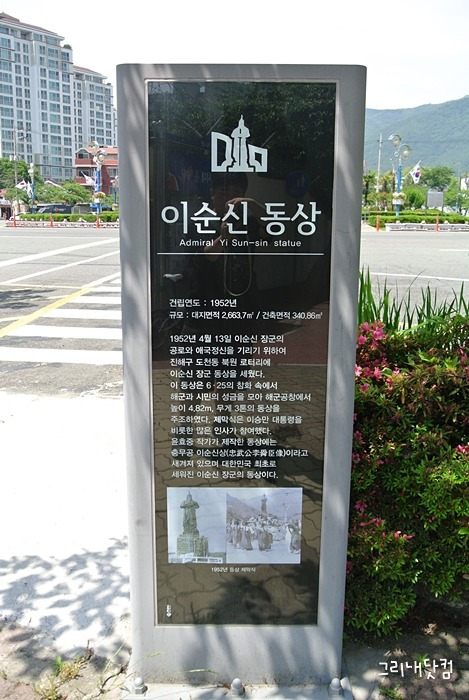 이순신 동상
Admiral Yi Sun-sin statue
건립연도 : 1952년
규모 : 대지면적 2,663.7㎡ / 건축면적 340.86㎡
1952년 4월 13일 이순신 장군의
공로와 애국정신을 기리기 위하여
진해구 도천동 북원 로터리에
이순신 장군 동상을 세웠다.
이 동상은 6·25의 참화 속에서
해군과 시민의 성금을 모아 해군공창에서
높이 4.82m, 무게 3톤의 동상을
주조하였다. 제막식은 이승만 대통령을
비롯한 많은 인사가 참여했다.
윤효중 작가가 제작한 동상에는
충무공 이순신상(忠武公李舜臣像)이라고
새겨져 있으며 대한민국 최초로
세워진 이순신 장군의 동상이다.
1952년 동상 제막식
그리내닷컴